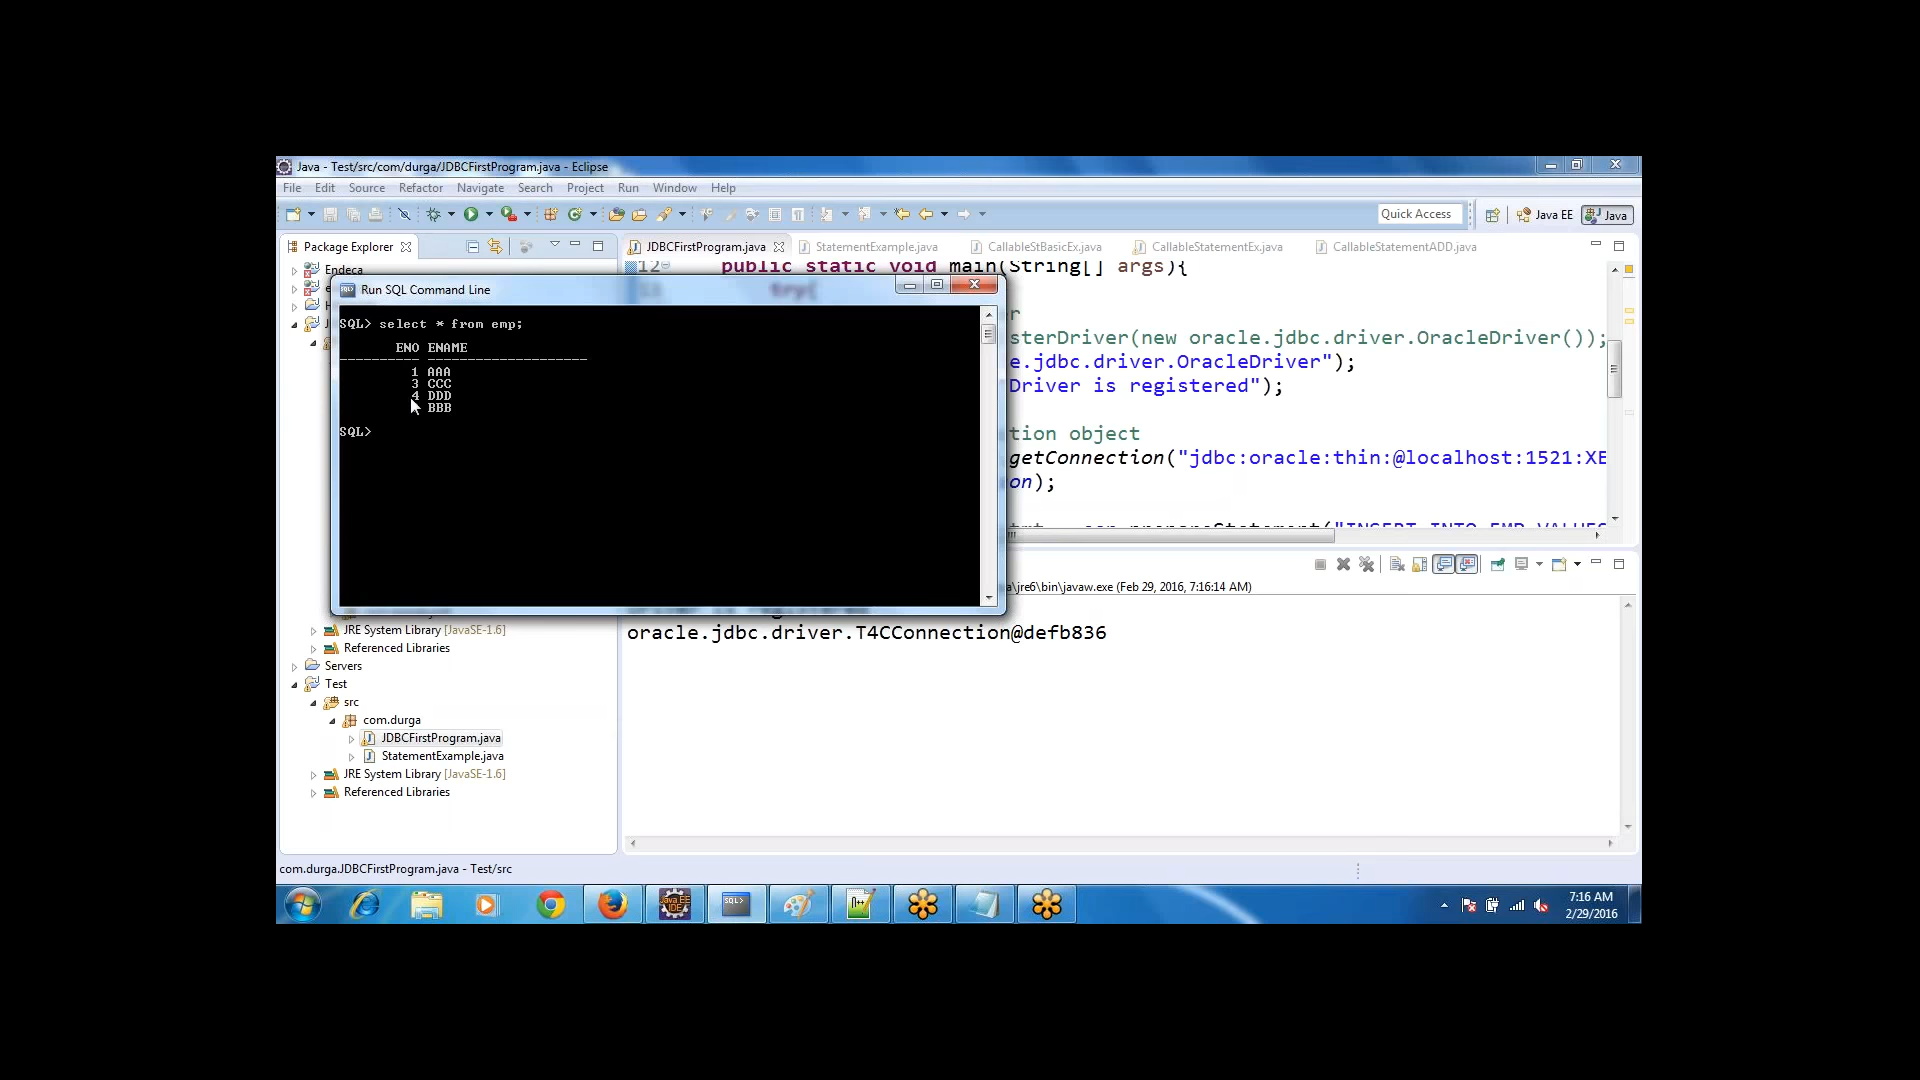 Java - Test/src/com/durga/JDBCFirstProgram.java - Eclipse
File Edit Source Refactor Navigate Search Project Run Window Help
Quick Access
Java EE
Java
Package Explorer
JDBCFirstProgram.java
StatementExample.java
CallableStBasicEx.java
CallableStatementEx.java
CallableStatementADD.java
Endeca
12 public static void main(String[] args){
try{
Run SQL Command Line
SQL> select * from emp;
ENO ENAME
1 AAA
3 CCC
4 DDD
BBB
SQL>
sterDriver(new oracle.jdbc.driver.OracleDriver());
e.jdbc.driver.OracleDriver");
Driver is registered");
tion object
getConnection("jdbc:oracle:thin:@localhost:1521:XE
on);
prepareStatement("INSERT INTO EMP VALUES
a\jre6\bin\javaw.exe (Feb 29, 2016, 7:16:14 AM)
oracle.jdbc.driver.T4CConnection@defb836
JRE System Library [JavaSE-1.6]
Referenced Libraries
Servers
Test
src
com.durga
JDBCFirstProgram.java
StatementExample.java
JRE System Library [JavaSE-1.6]
Referenced Libraries
com.durga.JDBCFirstProgram.java - Test/src
7:16 AM
2/29/2016